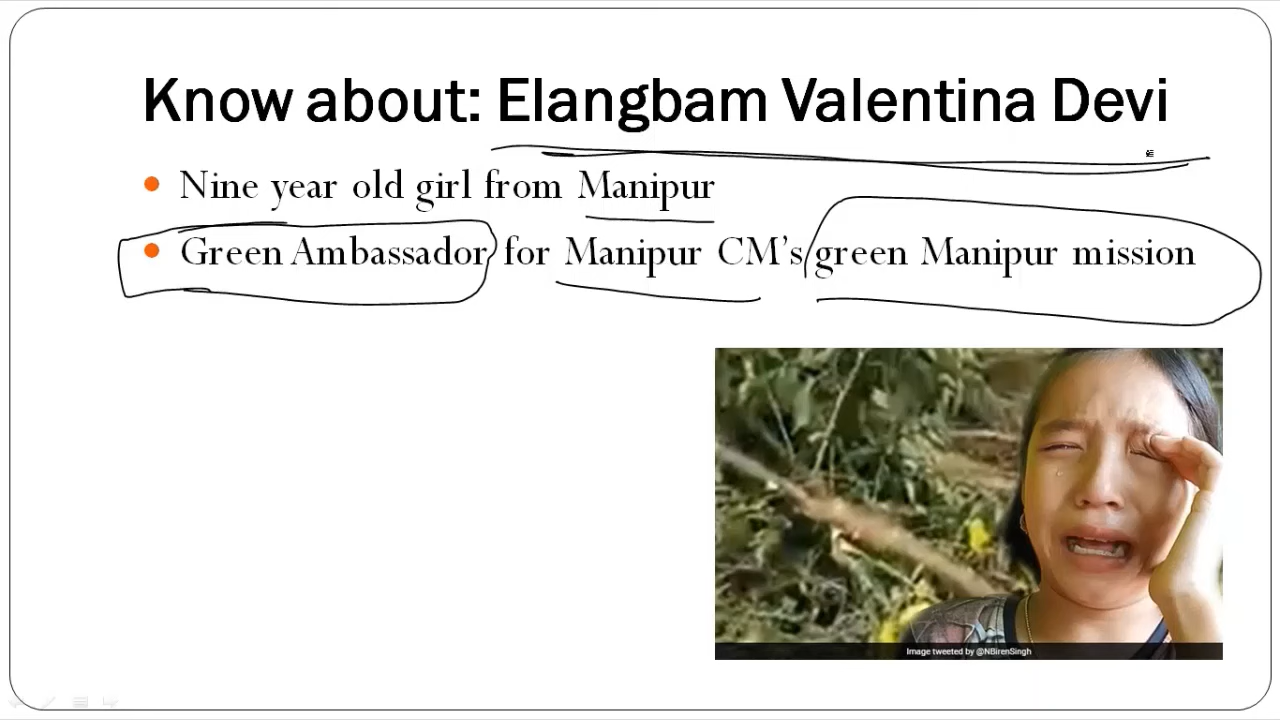 Know about: Elangbam Valentina Devi
Nine year old girl from Manipur
Green Ambassador for Manipur CM's green Manipur mission
Image tweeted by @NBirenSingh